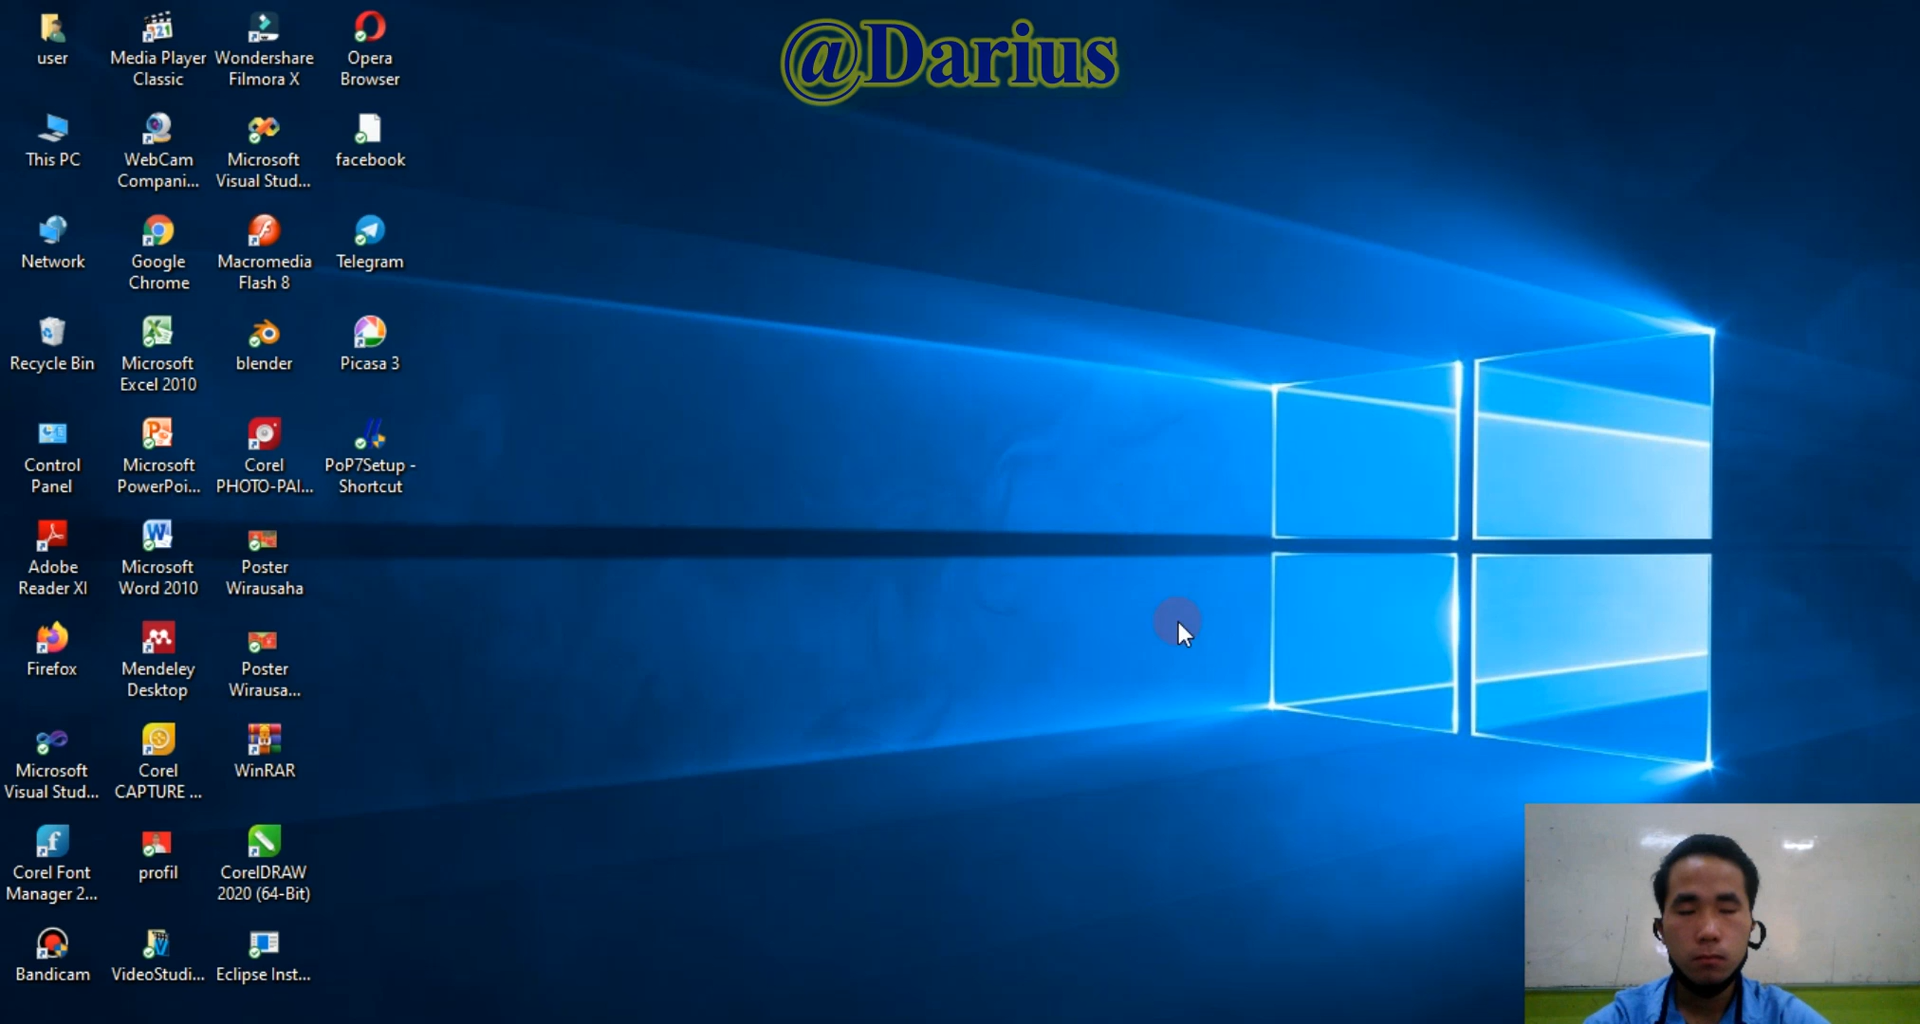 @Darius
user
Media Player
Classic
Wondershare
Filmora X
Opera
Browser
This PC
WebCam
Compani...
Microsoft
Visual Stud...
facebook
Network
Google
Chrome
Macromedia
Flash 8
Telegram
Recycle Bin
Microsoft
Excel 2010
blender
Picasa 3
Control
Panel
Microsoft
PowerPoi...
Corel
PHOTO-PAI...
PoP7Setup -
Shortcut
Adobe
Reader XI
Microsoft
Word 2010
Poster
Wirausaha
Firefox
Mendeley
Desktop
Poster
Wirausa...
Microsoft
Visual Stud...
Corel
CAPTURE ...
WinRAR
Corel Font
Manager 2...
profil
CorelDRAW
2020 (64-Bit)
Bandicam
VideoStudi...
Eclipse Inst...